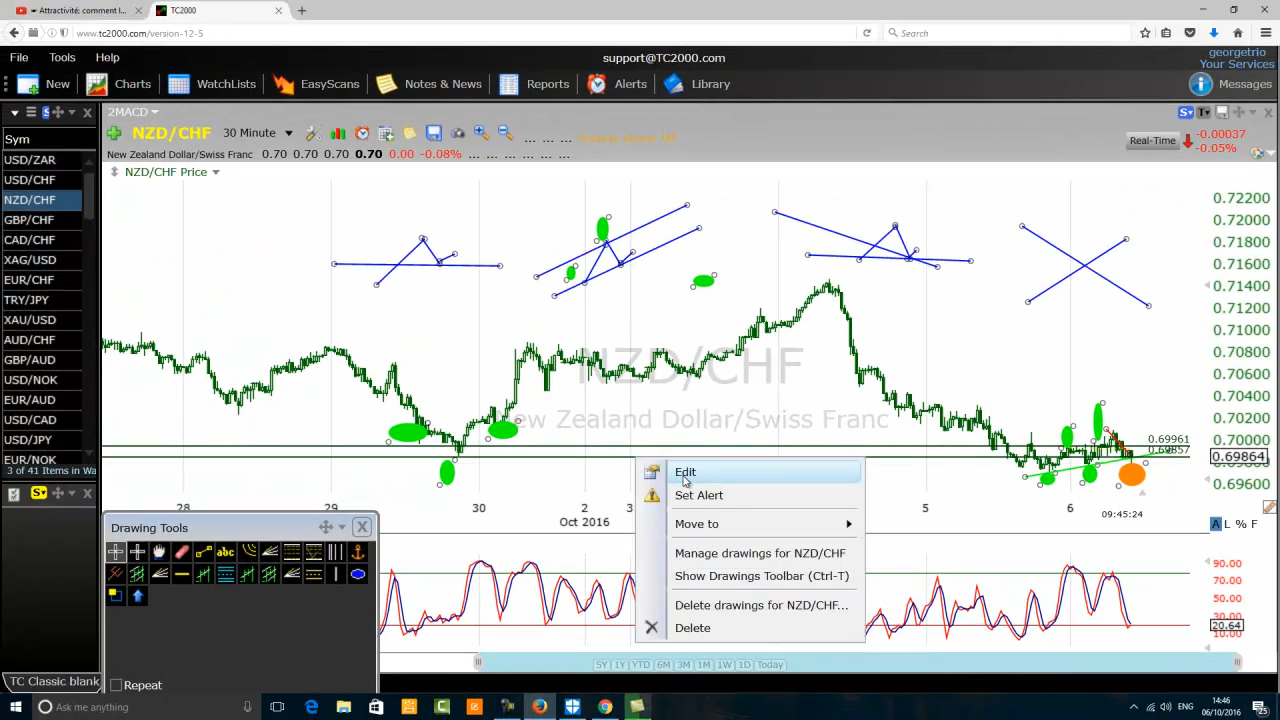 Attractivité: comment l...
TC2000
www.tc2000.com/version-12-5
Search
File Tools Help
support@TC2000.com
georgetrio
Your Services
New Charts WatchLists EasyScans Notes & News Reports Alerts Library
Messages
2MACD
Sym
NZD/CHF 30 Minute
New Zealand Dollar/Swiss Franc 0.70 0.70 0.70 0.70 0.00 -0.08%
Real-Time -0.00037
-0.05%
NZD/CHF Price
USD/ZAR
USD/CHF
NZD/CHF
GBP/CHF
CAD/CHF
XAG/USD
EUR/CHF
TRY/JPY
XAU/USD
AUD/CHF
GBP/AUD
USD/NOK
EUR/AUD
USD/CAD
USD/JPY
EUR/NOK
3 of 41 Items in Wa
0.72200
0.72000
0.71800
0.71600
0.71400
0.71200
0.71000
0.70800
0.70600
0.70400
0.70200
0.70000
0.69864
0.69600
0.69961
0.69857
NZD/CHF
New Zealand Dollar/Swiss Franc
28 29 30 2 3 5 6
Oct 2016
09:45:24
A L % F
Edit
Set Alert
Move to
Manage drawings for NZD/CHF
Show Drawings Toolbar (Ctrl-T)
Delete drawings for NZD/CHF...
Delete
Drawing Tools
abc
Repeat
90.00
70.00
50.00
30.00
20.64
10.00
5Y 1Y YTD 6M 3M 1M 1W 1D Today
TC Classic blank
Ask me anything
ENG
14:46
06/10/2016
25